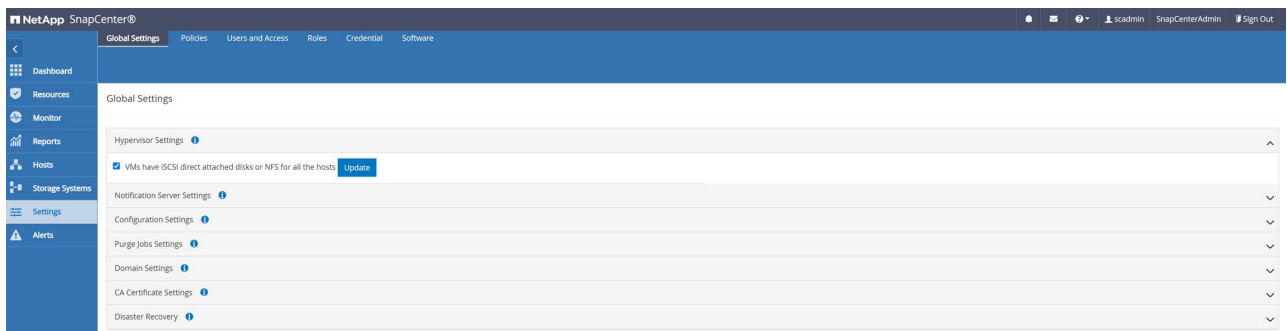 NetApp SnapCenter®
scadmin SnapCenterAdmin Sign Out
Global Settings Policies Users and Access Roles Credential Software
Dashboard
Resources
Monitor
Reports
Hosts
Storage Systems
Settings
Alerts
Global Settings
Hypervisor Settings
VMs have iSCSI direct attached disks or NFS for all the hosts Update
Notification Server Settings
Configuration Settings
Purge Jobs Settings
Domain Settings
CA Certificate Settings
Disaster Recovery